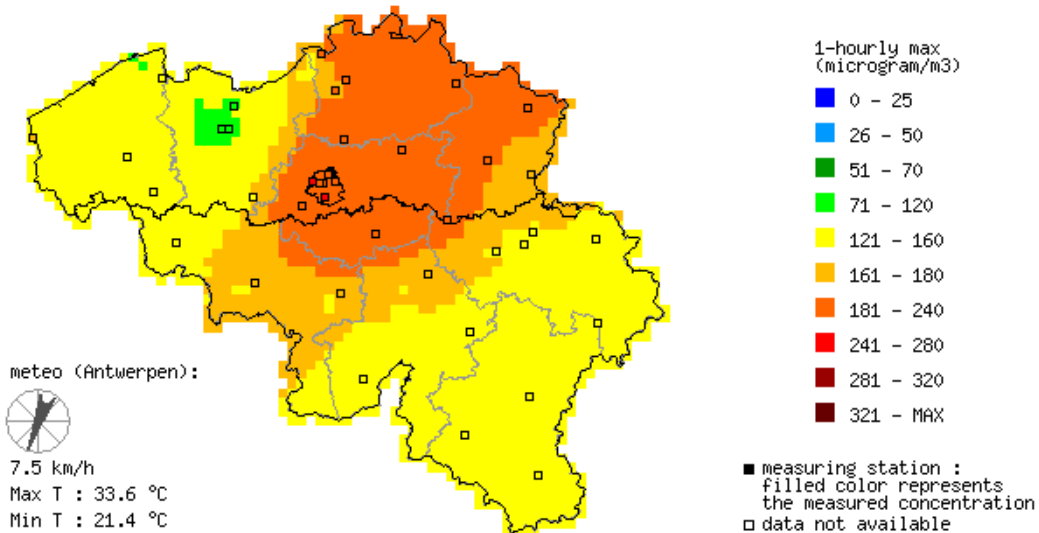 1-hourly max
(microgram/m3)
0 - 25
26 - 50
51 - 70
71 - 120
121 - 160
161 - 180
181 - 240
241 - 280
281 - 320
321 - MAX
meteo (Antwerpen):
7.5 km/h
Max T : 33.6 °C
Min T : 21.4 °C
measuring station :
filled color represents
the measured concentration
data not available